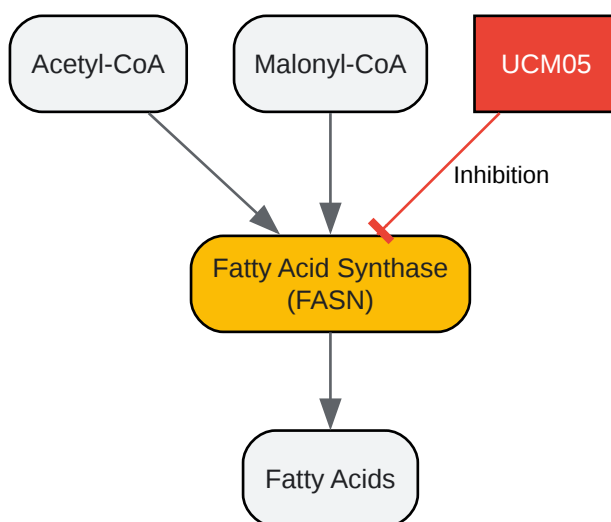 Acetyl-CoA
Malonyl-CoA
UCM05
Inhibition
Fatty Acid Synthase
(FASN)
Fatty Acids